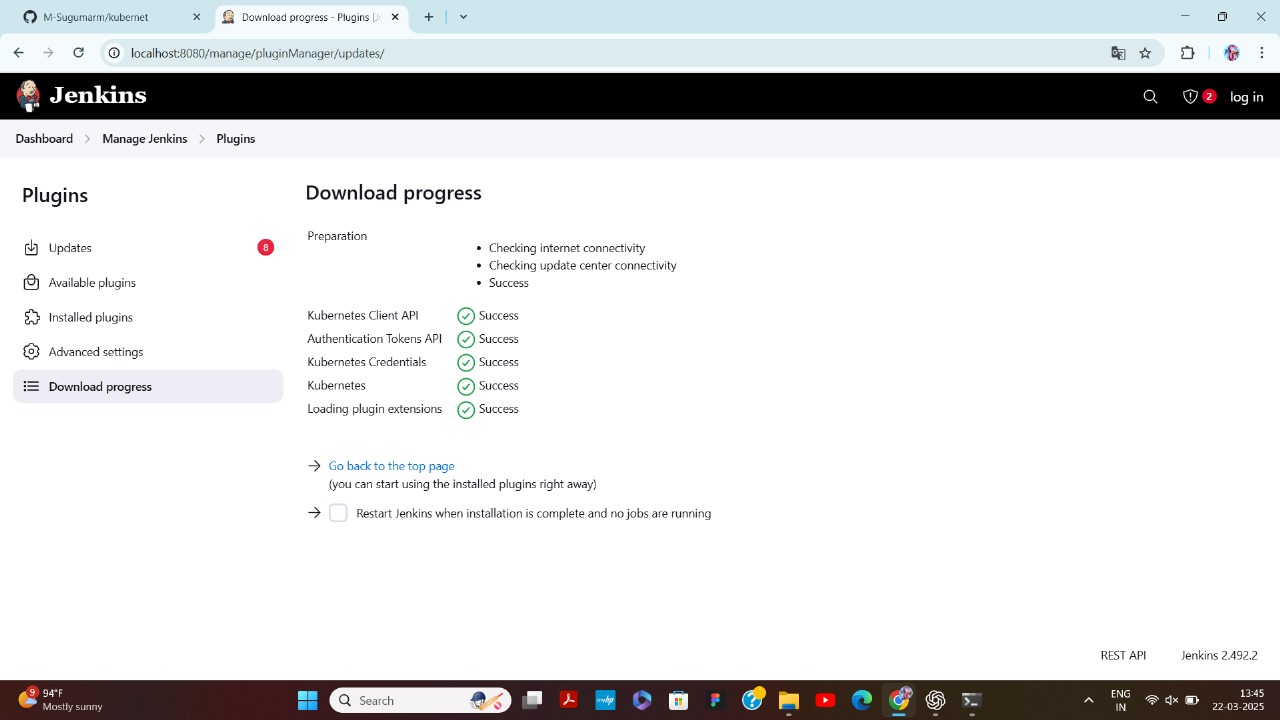 M-Sugumarm/kubernet
Download progress - Plugins [Je
localhost:8080/manage/pluginManager/updates/
Jenkins
2
log in
Dashboard
Manage Jenkins
Plugins
Plugins
Updates
8
Available plugins
Installed plugins
Advanced settings
Download progress
Download progress
Preparation
Checking internet connectivity
Checking update center connectivity
Success
Kubernetes Client API Success
Authentication Tokens API Success
Kubernetes Credentials Success
Kubernetes Success
Loading plugin extensions Success
Go back to the top page
(you can start using the installed plugins right away)
Restart Jenkins when installation is complete and no jobs are running
REST API
Jenkins 2.492.2
9
94°F
Mostly sunny
Search
myhp
ENG
IN
13:45
22-03-2025